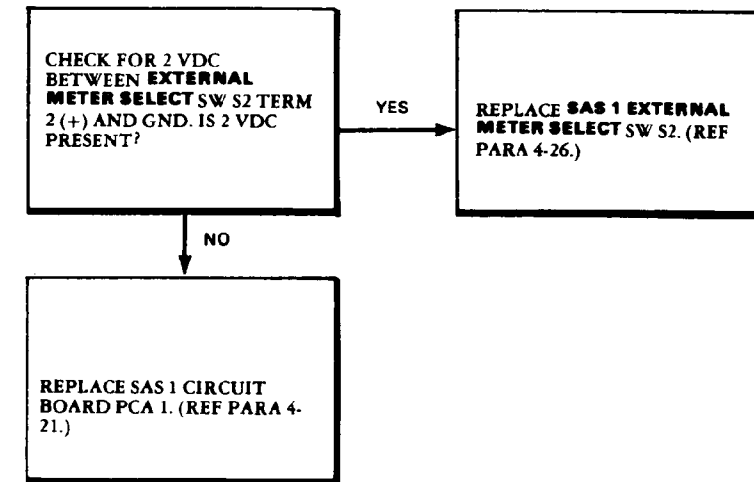 CHECK FOR 2 VDC
BETWEEN EXTERNAL
METER SELECT SW S2 TERM
2 (+) AND GND. IS 2 VDC
PRESENT?
YES
REPLACE SAS 1 EXTERNAL
METER SELECT SW S2. (REF
PARA 4-26.)
NO
REPLACE SAS 1 CIRCUIT
BOARD PCA 1. (REF PARA 4-
21.)